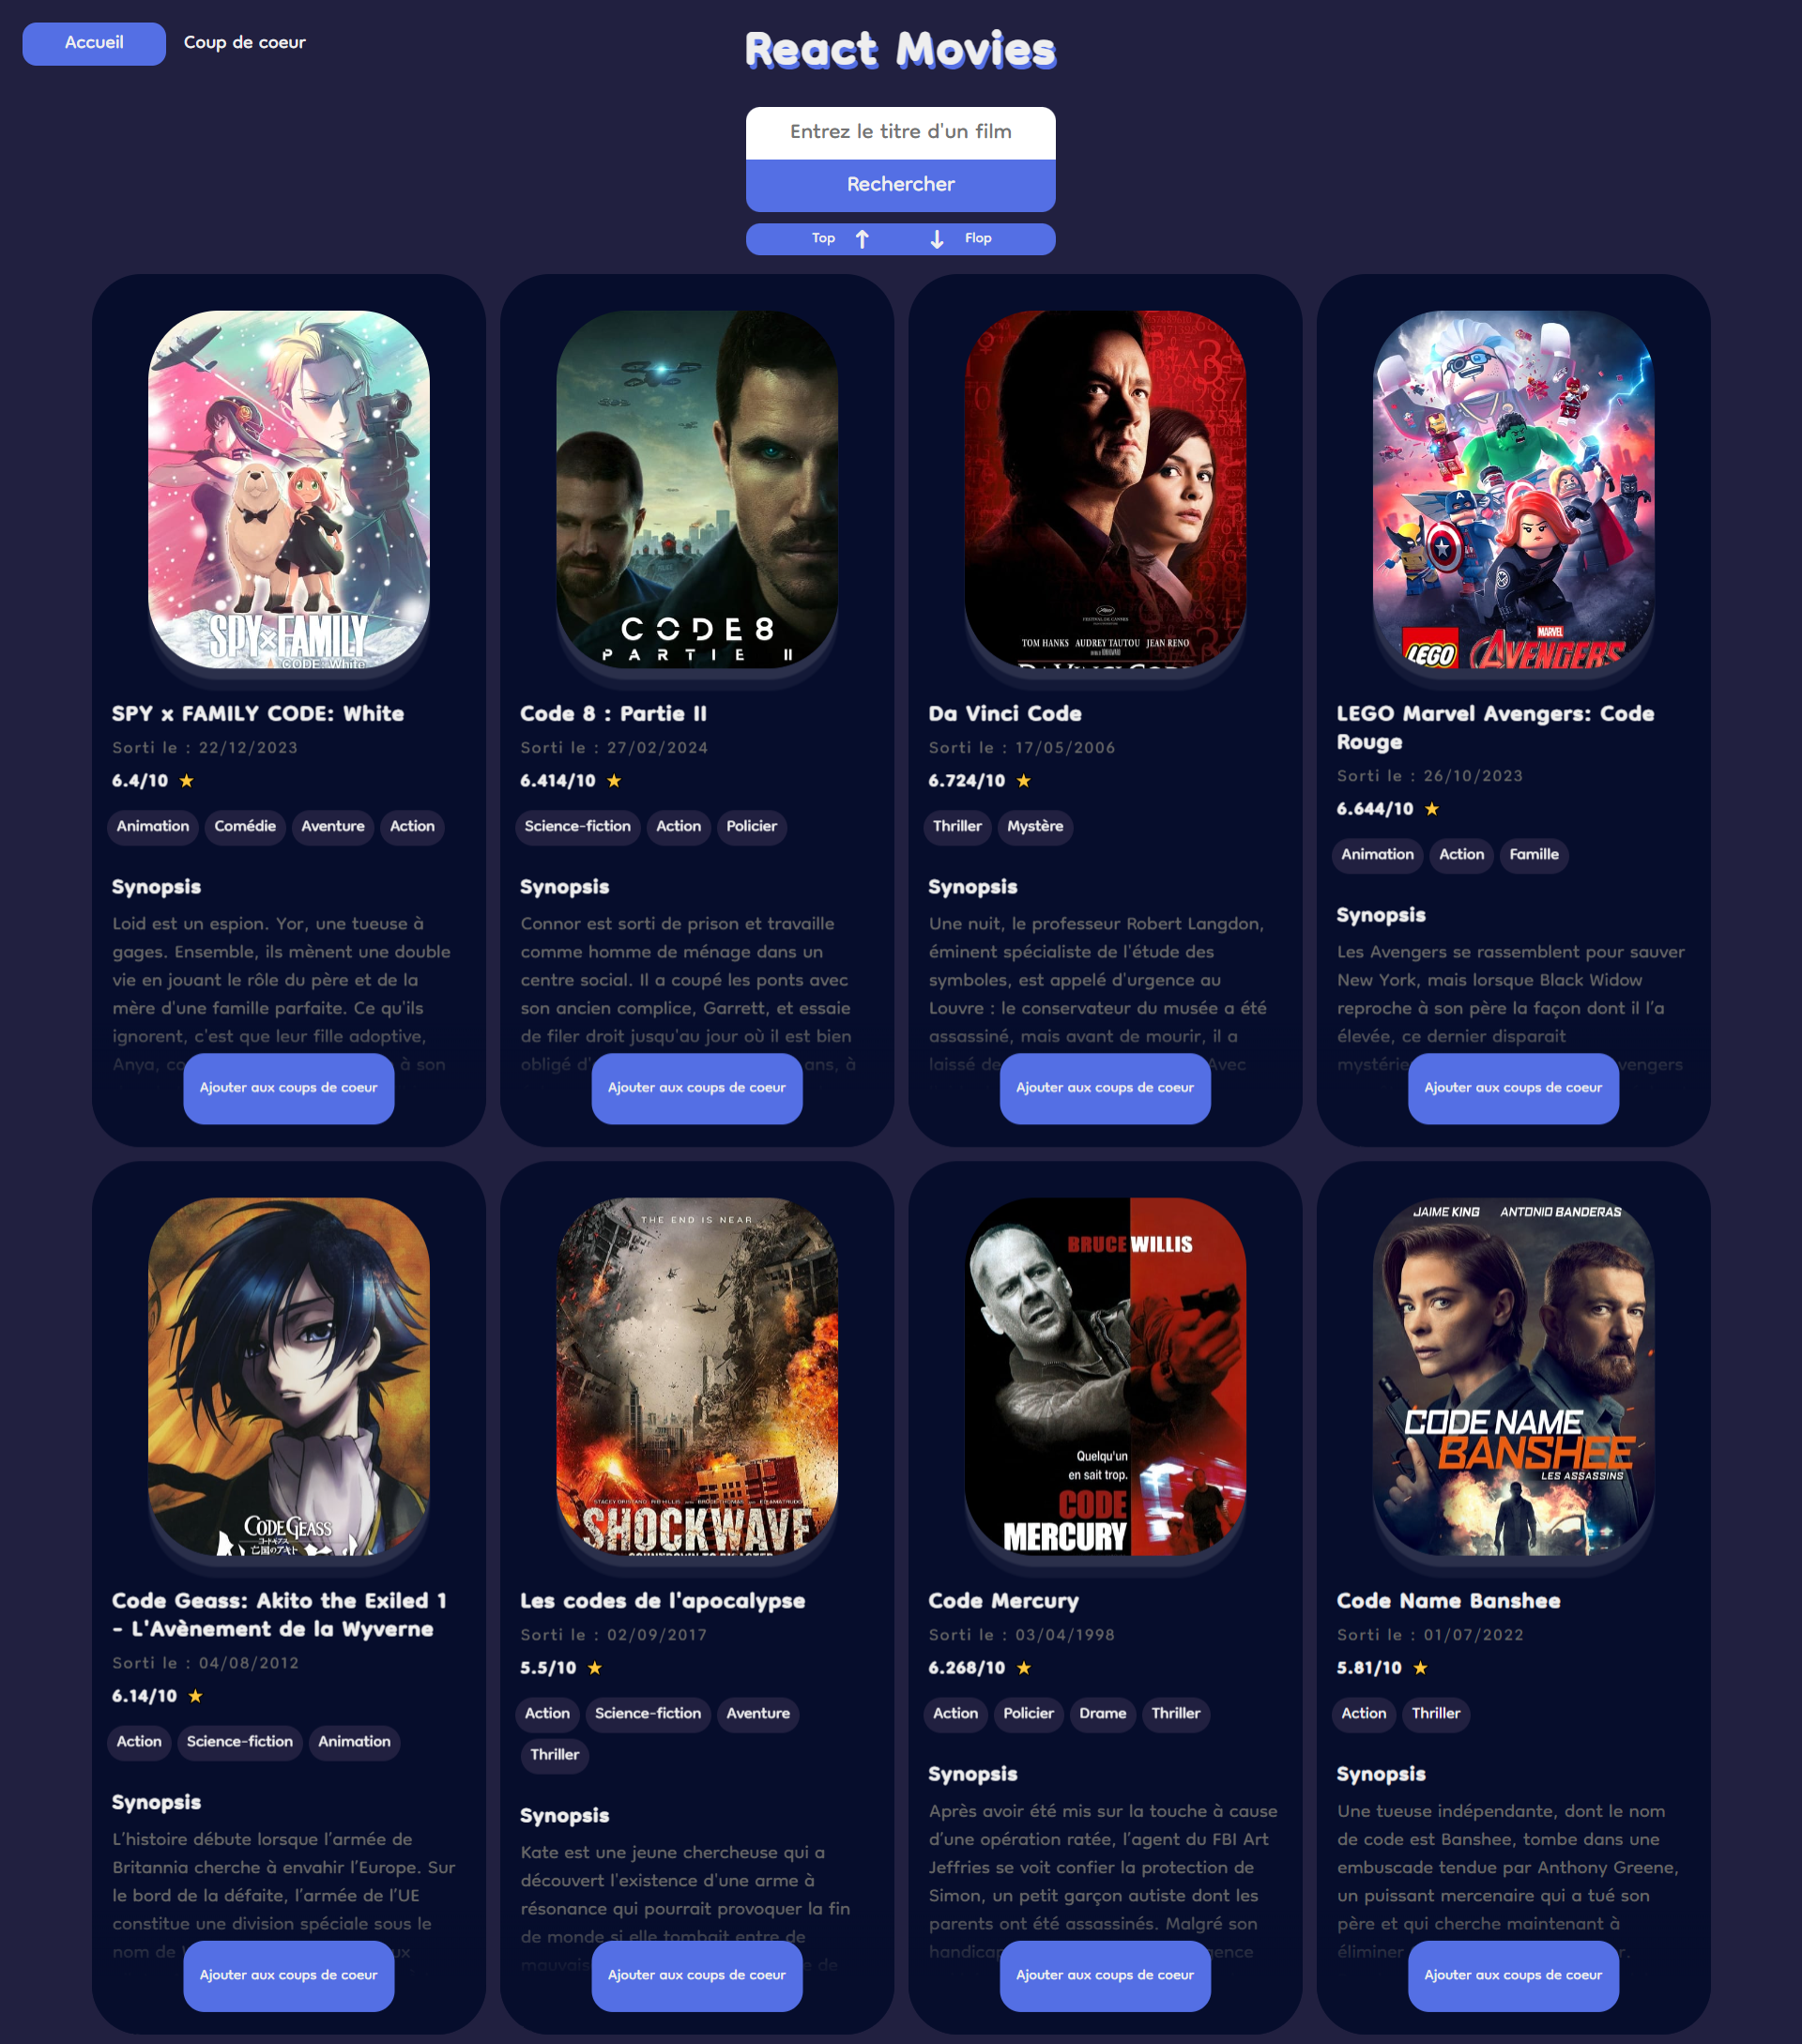 Accueil
Coup de coeur
React Movies
Entrez le titre d'un film
Rechercher
Top ↑ ↓ Flop
SPY×FAMILY
CODE: White
SPY x FAMILY CODE: White
Sorti le : 22/12/2023
6.4/10 ★
Animation Comédie Aventure Action
Synopsis
Loid est un espion. Yor, une tueuse à
gages. Ensemble, ils mènent une double
vie en jouant le rôle du père et de la
mère d'une famille parfaite. Ce qu'ils
ignorent, c'est que leur fille adoptive,
Anya, à son
Ajouter aux coups de coeur
CODE 8
PARTIE II
Code 8 : Partie II
Sorti le : 27/02/2024
6.414/10 ★
Science-fiction Action Policier
Synopsis
Connor est sorti de prison et travaille
comme homme de ménage dans un
centre social. Il a coupé les ponts avec
son ancien complice, Garrett, et essaie
de filer droit jusqu'au jour où il est bien
obligé d' ans, à
Ajouter aux coups de coeur
FESTIVAL DE CANNES
TOM HANKS AUDREY TAUTOU JEAN RENO
DA VINCI CODE
Da Vinci Code
Sorti le : 17/05/2006
6.724/10 ★
Thriller Mystère
Synopsis
Une nuit, le professeur Robert Langdon,
éminent spécialiste de l'étude des
symboles, est appelé d'urgence au
Louvre : le conservateur du musée a été
assassiné, mais avant de mourir, il a
laissé de Avec
Ajouter aux coups de coeur
LEGO MARVEL AVENGERS
LEGO Marvel Avengers: Code
Rouge
Sorti le : 26/10/2023
6.644/10 ★
Animation Action Famille
Synopsis
Les Avengers se rassemblent pour sauver
New York, mais lorsque Black Widow
reproche à son père la façon dont il l'a
élevée, ce dernier disparait
mystérie vengers
Ajouter aux coups de coeur
CODE GEASS
コードギアス
亡国のアキト
Code Geass: Akito the Exiled 1
- L'Avènement de la Wyverne
Sorti le : 04/08/2012
6.14/10 ★
Action Science-fiction Animation
Synopsis
L'histoire débute lorsque l'armée de
Britannia cherche à envahir l'Europe. Sur
le bord de la défaite, l'armée de l'UE
constitue une division spéciale sous le
nom de ux
Ajouter aux coups de coeur
THE END IS NEAR
SHOCKWAVE
COUNTDOWN TO DISASTER
Les codes de l'apocalypse
Sorti le : 02/09/2017
5.5/10 ★
Action Science-fiction Aventure
Thriller
Synopsis
Kate est une jeune chercheuse qui a
découvert l'existence d'une arme à
résonance qui pourrait provoquer la fin
de monde si elle tombait entre de
mauvais e de
Ajouter aux coups de coeur
BRUCE WILLIS
Quelqu'un
en sait trop.
CODE
MERCURY
Code Mercury
Sorti le : 03/04/1998
6.268/10 ★
Action Policier Drame Thriller
Synopsis
Après avoir été mis sur la touche à cause
d'une opération ratée, l'agent du FBI Art
Jeffries se voit confier la protection de
Simon, un petit garçon autiste dont les
parents ont été assassinés. Malgré son
handicap gence
Ajouter aux coups de coeur
JAIME KING ANTONIO BANDERAS
CODE NAME
BANSHEE
LES ASSASSINS
Code Name Banshee
Sorti le : 01/07/2022
5.81/10 ★
Action Thriller
Synopsis
Une tueuse indépendante, dont le nom
de code est Banshee, tombe dans une
embuscade tendue par Anthony Greene,
un puissant mercenaire qui a tué son
père et qui cherche maintenant à
éliminer r.
Ajouter aux coups de coeur